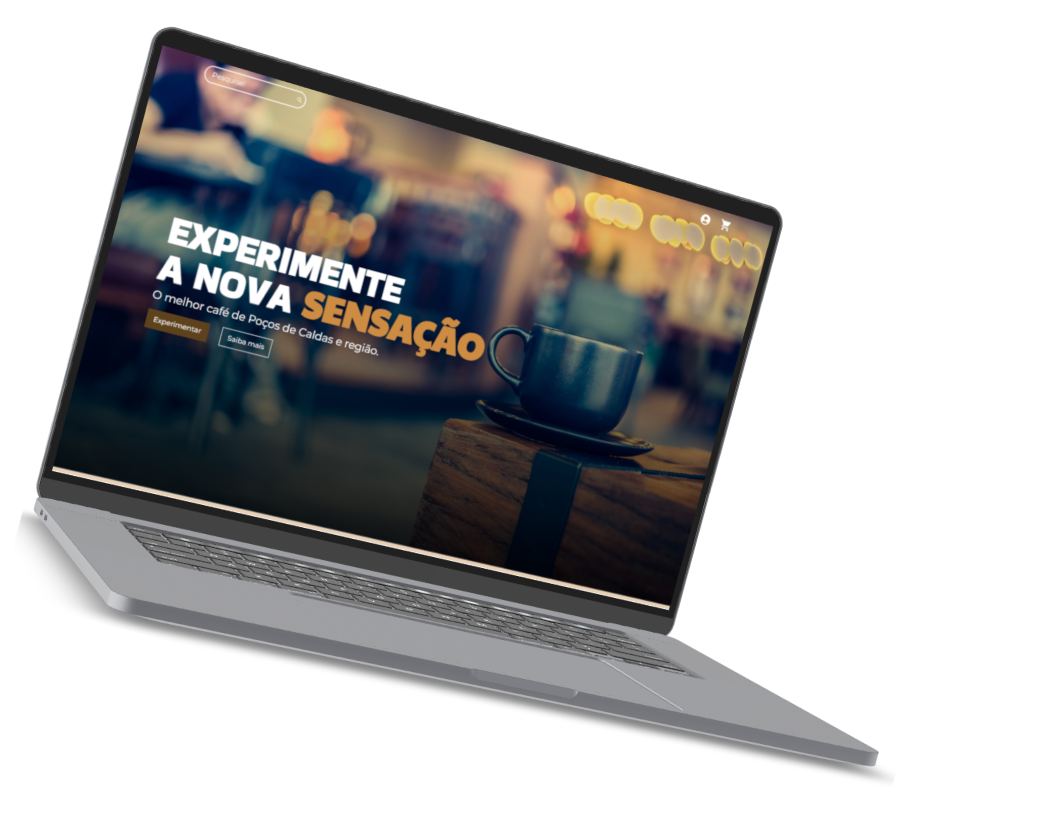 Pesquisar
EXPERIMENTE
A NOVA SENSAÇÃO
O melhor café de Poços de Caldas e região.
Experimentar
Saiba mais